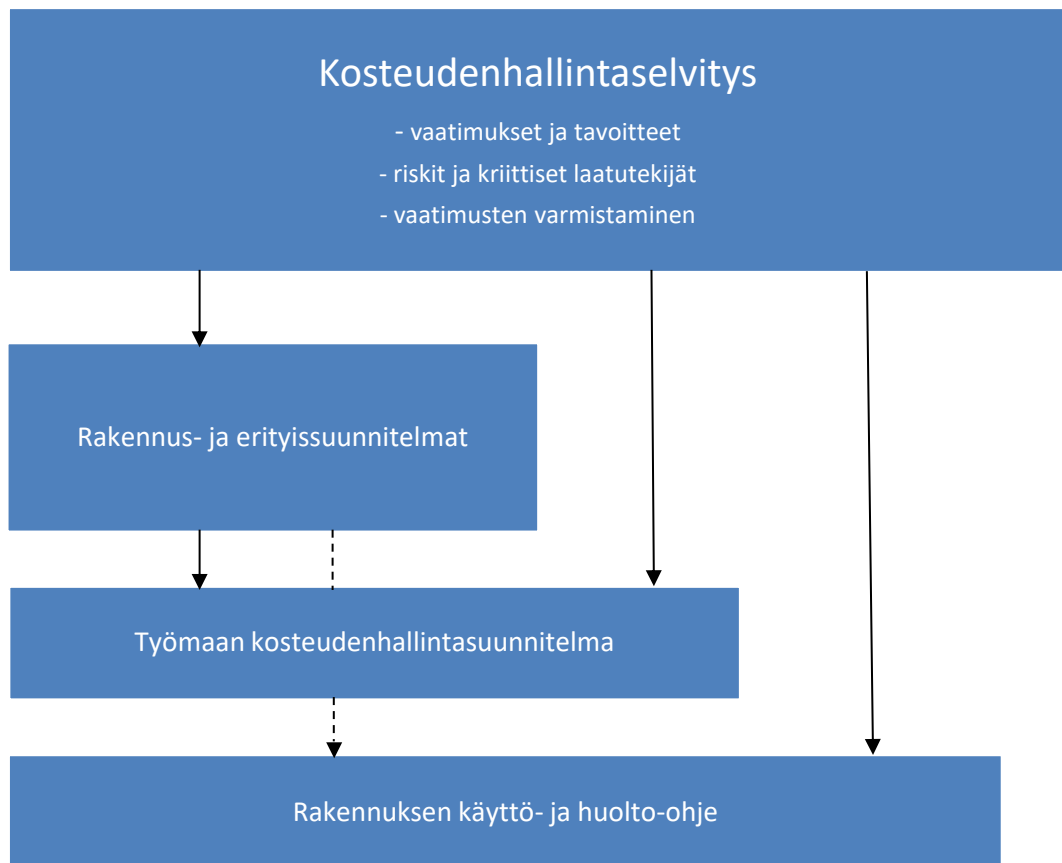 Kosteudenhallintaselvitys
- vaatimukset ja tavoitteet
- riskit ja kriittiset laatutekijät
- vaatimusten varmistaminen
Rakennus- ja erityissuunnitelmat
Työmaan kosteudenhallintasuunnitelma
Rakennuksen käyttö- ja huolto-ohje